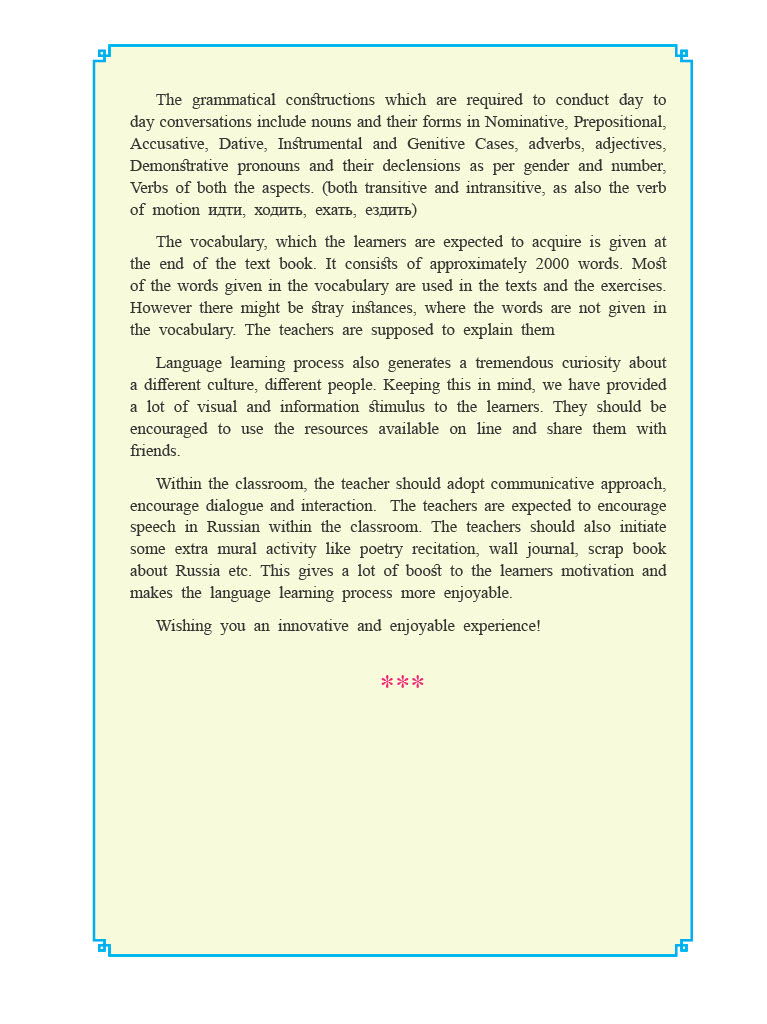 The grammatical constructions which are required to conduct day to
day conversations include nouns and their forms in Nominative, Prepositional,
Accusative, Dative, Instrumental and Genitive Cases, adverbs, adjectives,
Demonstrative pronouns and their declensions as per gender and number,
Verbs of both the aspects. (both transitive and intransitive, as also the verb
of motion идти, ходить, ехать, ездить)
The vocabulary, which the learners are expected to acquire is given at
the end of the text book. It consists of approximately 2000 words. Most
of the words given in the vocabulary are used in the texts and the exercises.
However there might be stray instances, where the words are not given in
the vocabulary. The teachers are supposed to explain them
Language learning process also generates a tremendous curiosity about
a different culture, different people. Keeping this in mind, we have provided
a lot of visual and information stimulus to the learners. They should be
encouraged to use the resources available on line and share them with
friends.
Within the classroom, the teacher should adopt communicative approach,
encourage dialogue and interaction. The teachers are expected to encourage
speech in Russian within the classroom. The teachers should also initiate
some extra mural activity like poetry recitation, wall journal, scrap book
about Russia etc. This gives a lot of boost to the learners motivation and
makes the language learning process more enjoyable.
Wishing you an innovative and enjoyable experience!
***